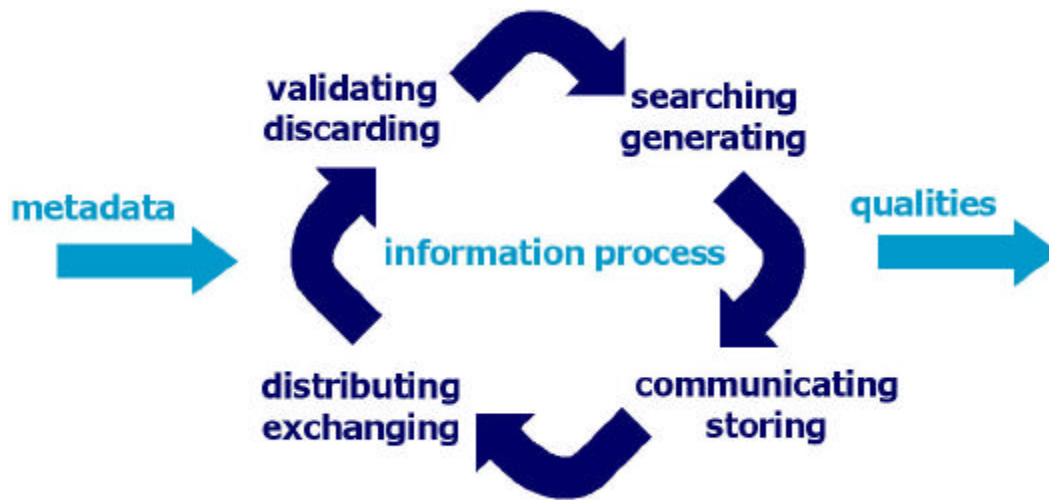 validating
discarding
searching
generating
metadata
information process
qualities
distributing
exchanging
communicating
storing